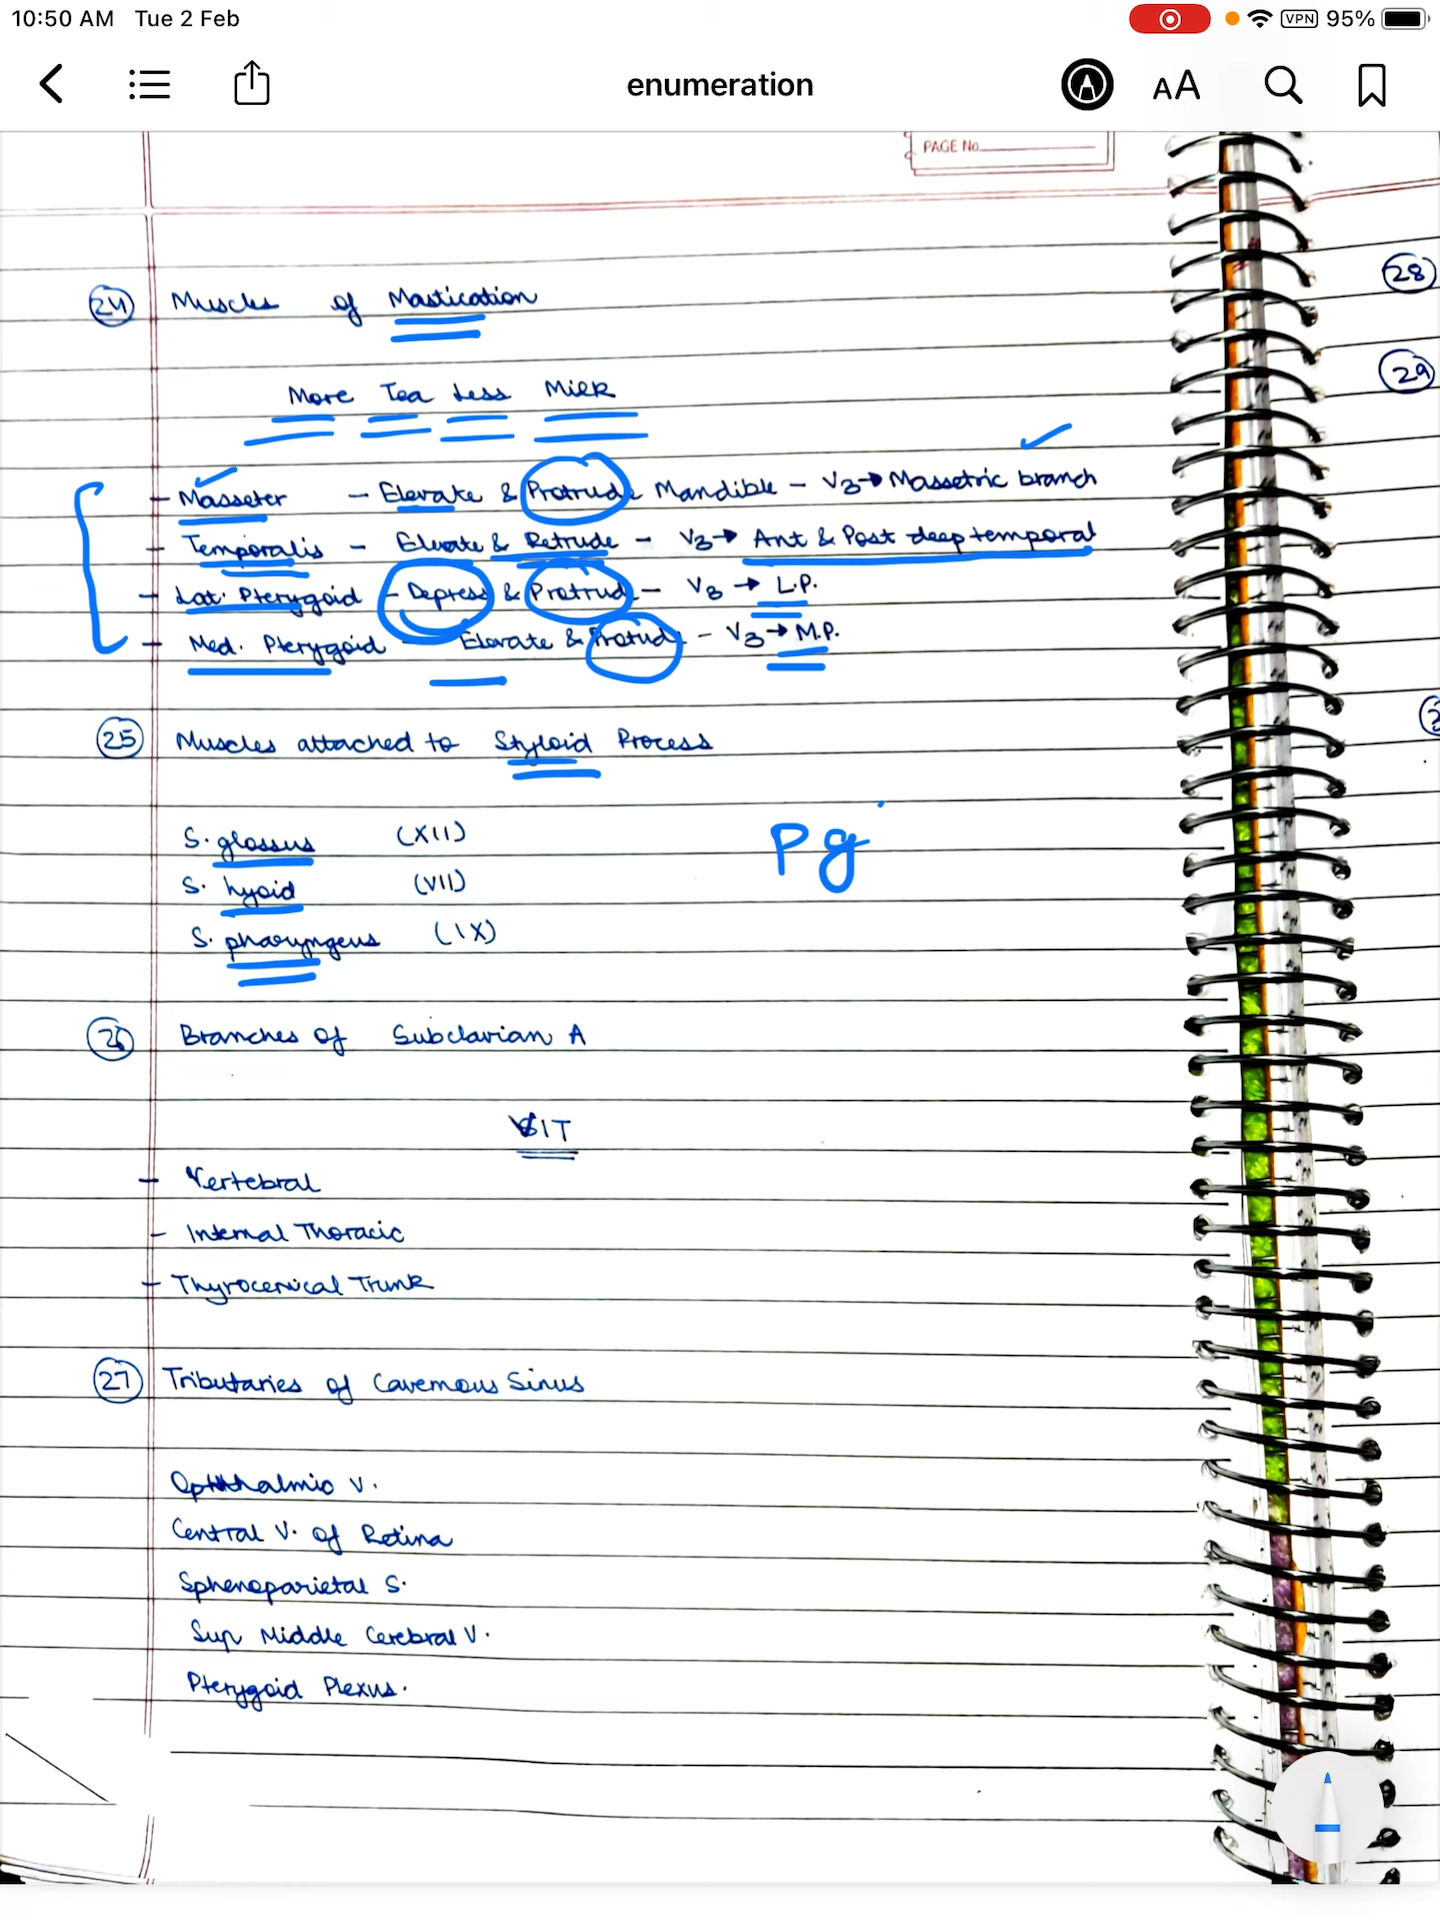 10:50 AM Tue 2 Feb VPN 95%
enumeration
AA
PAGE No.
28
24 Muscles of Mastication
29
More Tea Less Milk
- Masseter - Elevate & Protrude Mandible - V3→ Massetric branch
- Temporalis - Elevate & Retrude - V3→ Ant & Post deep temporal
- Lat. Pterygoid - Depress & Protrud - V3 → L.P.
- Med. Pterygoid - Elevate & Protud - V3→ M.P.
25 Muscles attached to Styloid Process
S. glossus (XII)
S. hyoid (VII)
S. pharyngeus (IX)
Pg
26 Branches of Subclavian A
VIT
- Vertebral
- Internal Thoracic
- Thyrocervical Trunk
27 Tributaries of Cavernous Sinus
Ophthalmic v.
Central V. of Retina
Sphenoparietal S.
Sup Middle Cerebral V.
Pterygoid Plexus.